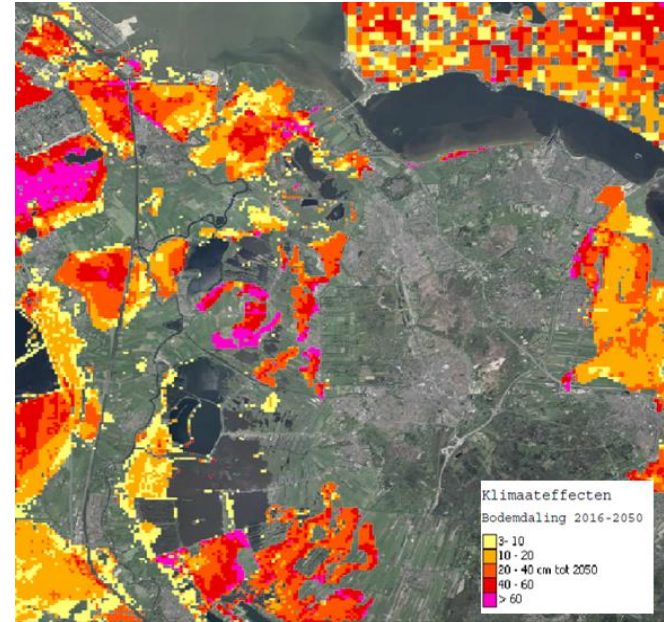 Klimaateffecten
Bodemdaling 2016-2050
3- 10
10 - 20
20 - 40 cm tot 2050
40 - 60
> 60